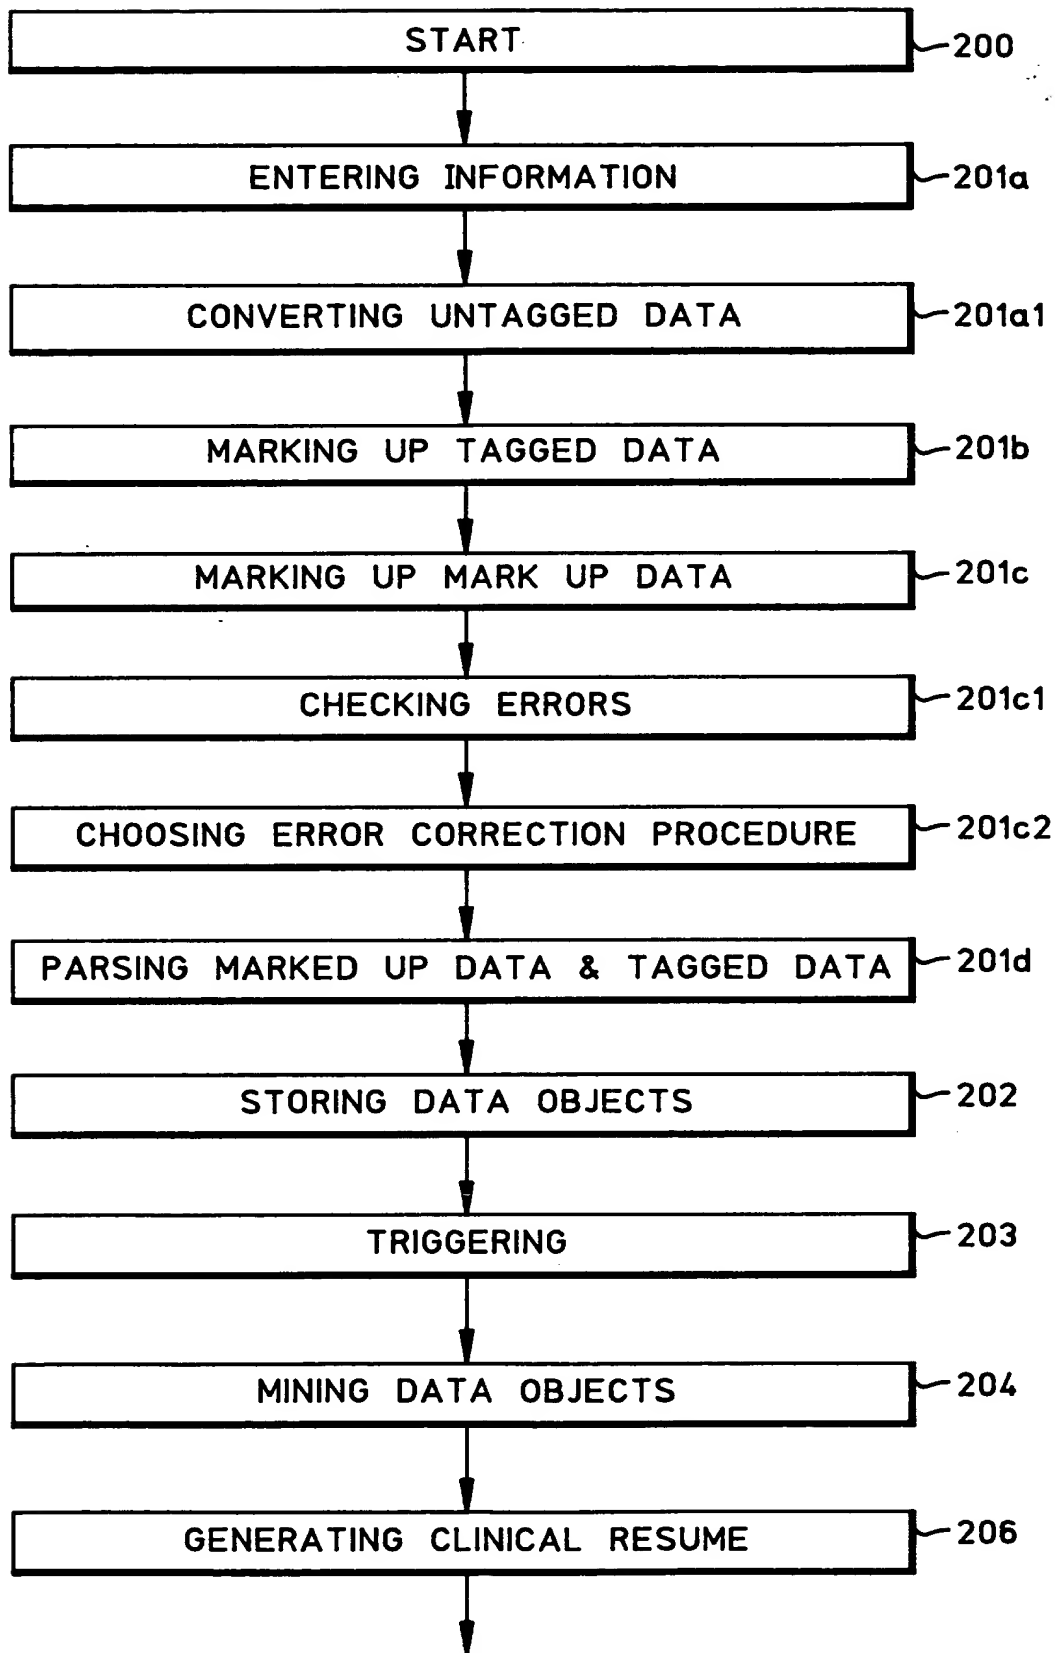 START
200
ENTERING INFORMATION
201a
CONVERTING UNTAGGED DATA
201a1
MARKING UP TAGGED DATA
201b
MARKING UP MARK UP DATA
201c
CHECKING ERRORS
201c1
CHOOSING ERROR CORRECTION PROCEDURE
201c2
PARSING MARKED UP DATA & TAGGED DATA
201d
STORING DATA OBJECTS
202
TRIGGERING
203
MINING DATA OBJECTS
204
GENERATING CLINICAL RESUME
206